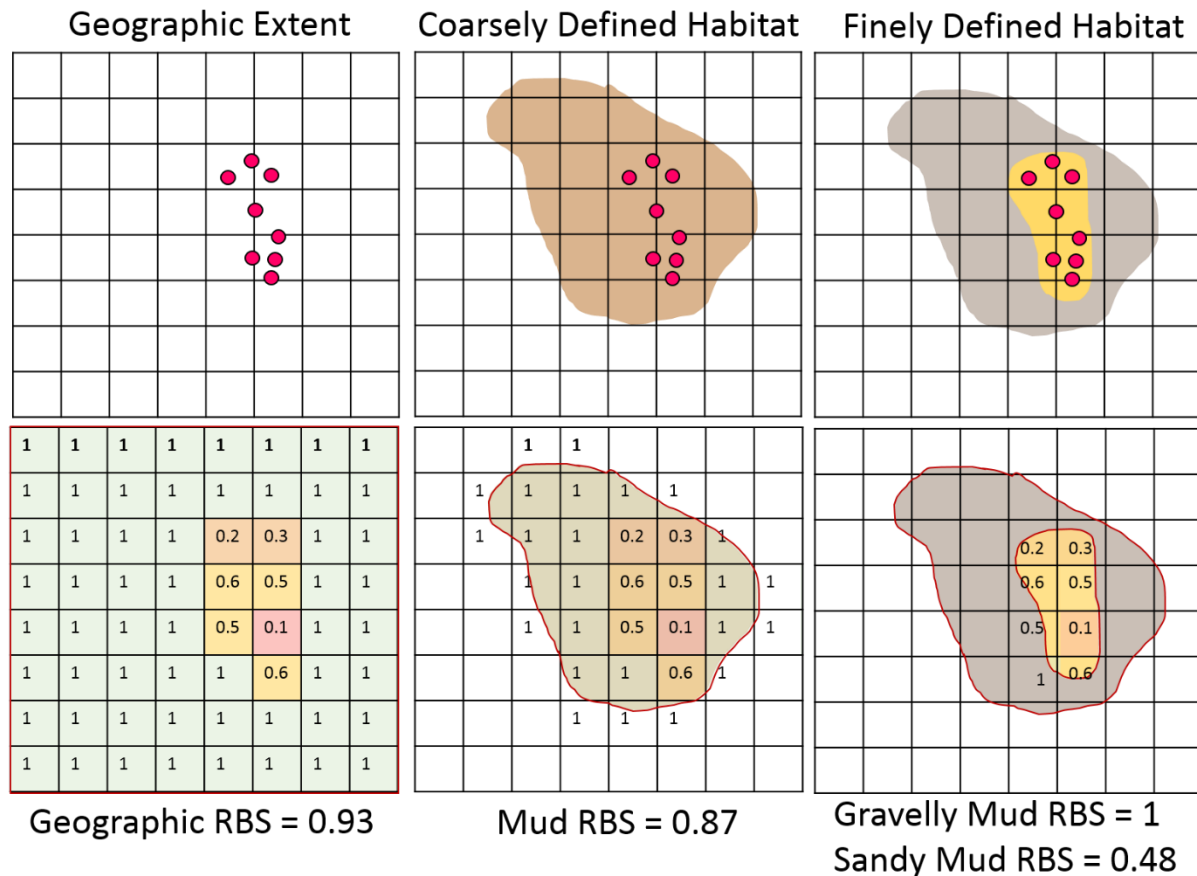 Geographic Extent
Coarsely Defined Habitat
Finely Defined Habitat
1 1 1 1 1 1 1 1
1 1 1 1 1 1 1 1
1 1 1 1 0.2 0.3 1 1
1 1 1 1 0.6 0.5 1 1
1 1 1 1 0.5 0.1 1 1
1 1 1 1 1 0.6 1 1
1 1 1 1 1 1 1 1
1 1 1 1 1 1 1 1
Geographic RBS = 0.93
1 1
1 1 1 1 1
1 1 1 0.2 0.3 1
1 1 0.6 0.5 1 1
1 1 0.5 0.1 1 1
1 1 0.6 1
1 1 1
Mud RBS = 0.87
0.2 0.3
0.6 0.5
0.5 0.1
1 0.6
Gravelly Mud RBS = 1
Sandy Mud RBS = 0.48